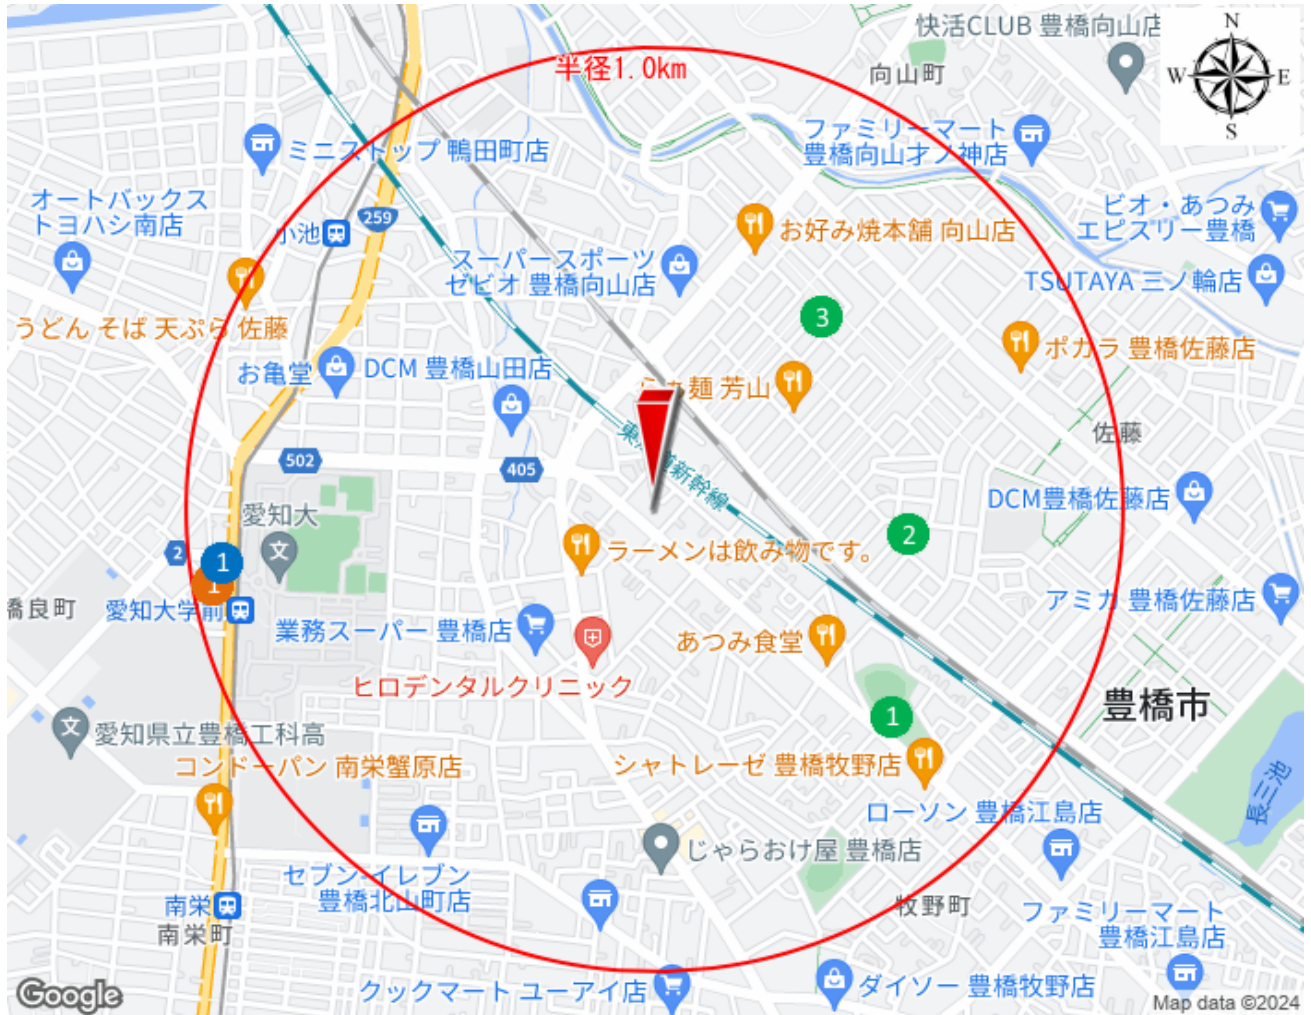 快活CLUB 豊橋向山店
N
W
E
S
半径1.0km
向山町
ファミリーマート
豊橋向山才ノ神店
ミニストップ 鴨田町店
オートバックス
トヨハシ南店
259
小池
ビオ・あつみ
エピスリー豊橋
お好み焼本舗 向山店
スーパースポーツ
ゼビオ 豊橋向山店
TSUTAYA 三ノ輪店
うどん そば 天ぷら 佐藤
3
ポカラ 豊橋佐藤店
お亀堂
DCM 豊橋山田店
麺 芳山
佐藤
新幹線
502
405
DCM豊橋佐藤店
愛知大
2
2
1
ラーメンは飲み物です。
1
橋良町
愛知大学前
アミカ 豊橋佐藤店
業務スーパー 豊橋店
あつみ食堂
ヒロデンタルクリニック
豊橋市
1
愛知県立豊橋工科高
コンドーパン 南栄蟹原店
シャトレーゼ 豊橋牧野店
長三池
ローソン 豊橋江島店
じゃらおけ屋 豊橋店
セブン-イレブン
豊橋北山町店
南栄
南栄町
牧野町
ファミリーマート
豊橋江島店
クックマート ユーアイ店
ダイソー 豊橋牧野店
Google
Map data ©2024